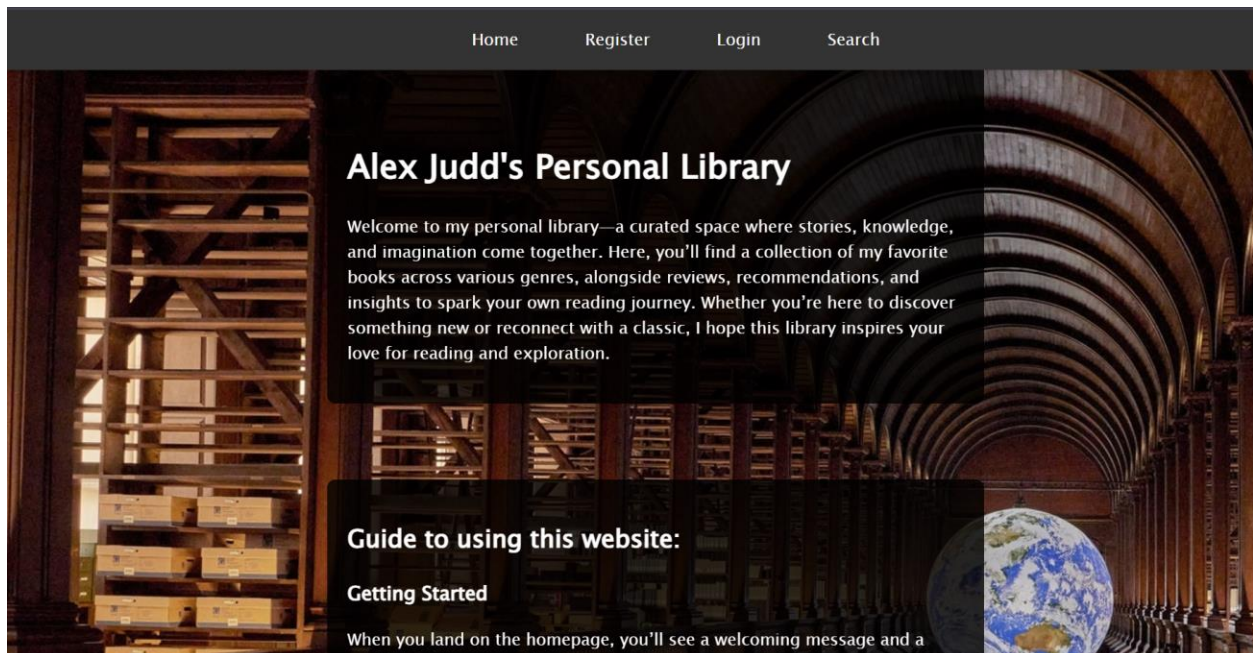 Home Register Login Search
Alex Judd's Personal Library
Welcome to my personal library—a curated space where stories, knowledge,
and imagination come together. Here, you’ll find a collection of my favorite
books across various genres, alongside reviews, recommendations, and
insights to spark your own reading journey. Whether you’re here to discover
something new or reconnect with a classic, I hope this library inspires your
love for reading and exploration.
Guide to using this website:
Getting Started
When you land on the homepage, you’ll see a welcoming message and a